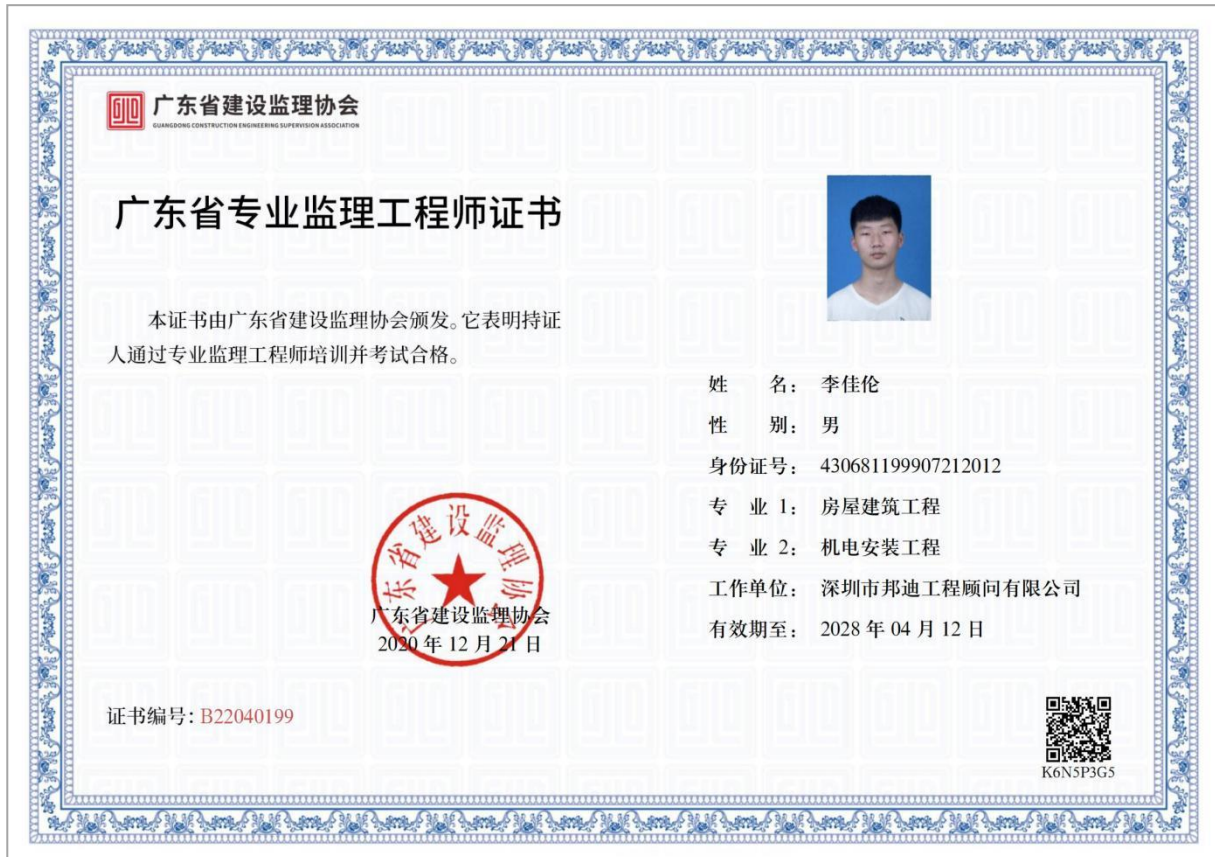 广东省建设监理协会
GUANGDONG CONSTRUCTION ENGINEERING SUPERVISION ASSOCIATION
广东省专业监理工程师证书
本证书由广东省建设监理协会颁发。它表明持证
人通过专业监理工程师培训并考试合格。
姓 名： 李佳伦
性 别： 男
身份证号： 430681199907212012
专 业 1： 房屋建筑工程
专 业 2： 机电安装工程
工作单位： 深圳市邦迪工程顾问有限公司
有效期至： 2028 年 04 月 12 日
广东省建设监理协会
广东省建设监理协会
2020 年 12 月 21 日
证书编号：B22040199
K6N5P3G5